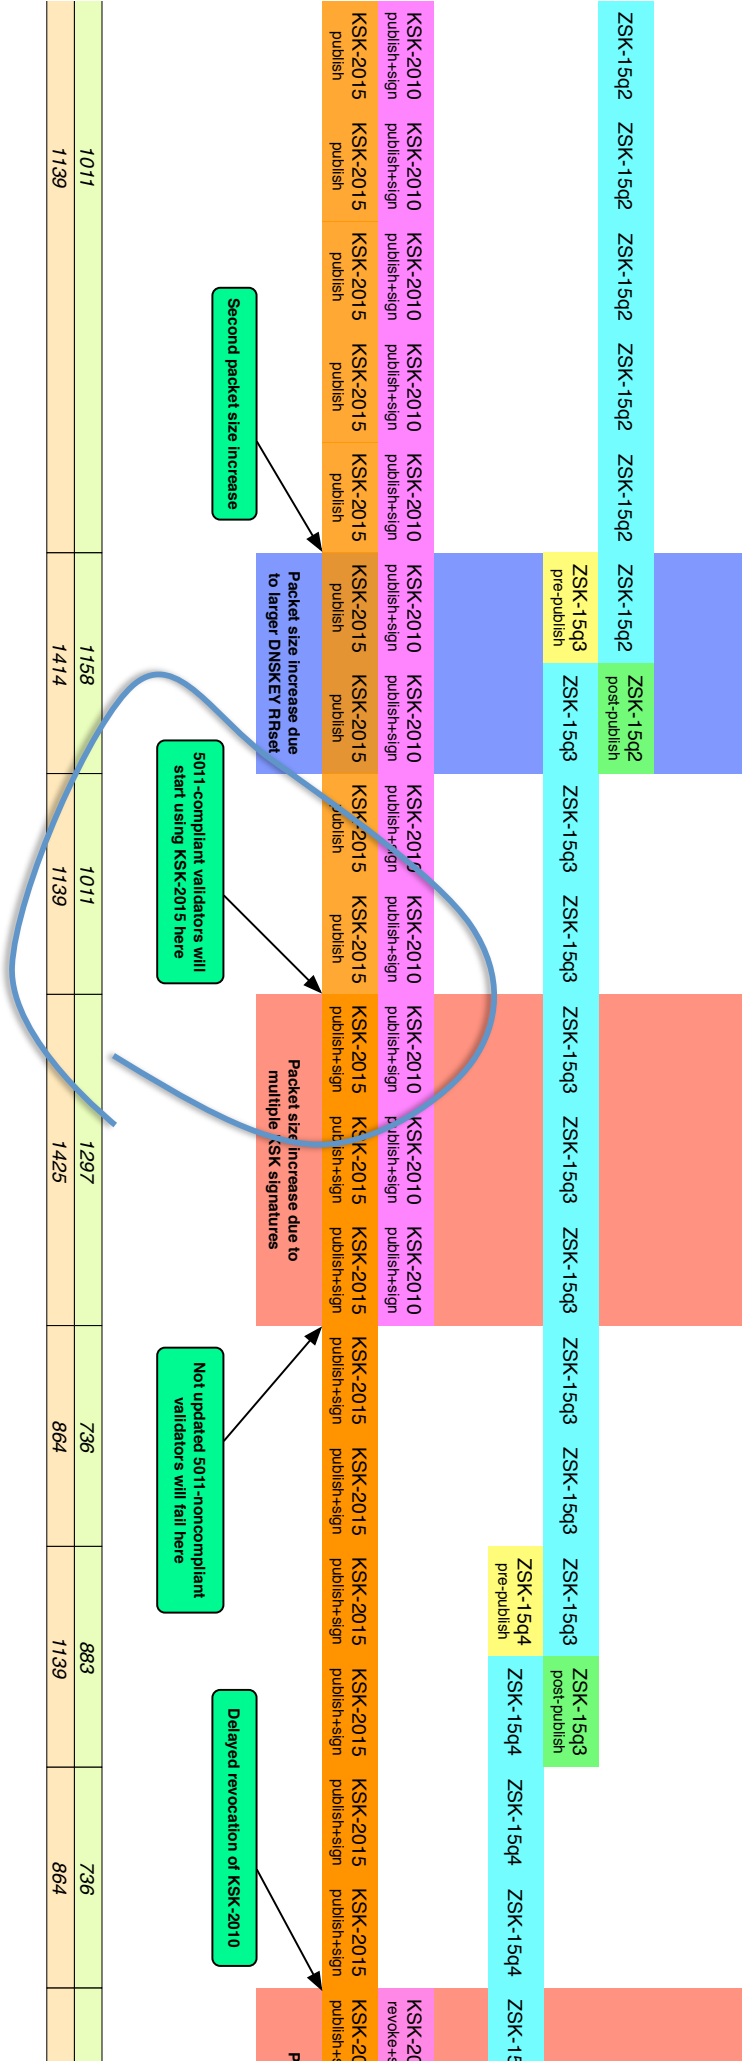 ZSK-15q2 ZSK-15q2 ZSK-15q2 ZSK-15q2 ZSK-15q2 ZSK-15q2
ZSK-15q2
post-publish
ZSK-15q3
pre-publish
ZSK-15q3 ZSK-15q3 ZSK-15q3 ZSK-15q3 ZSK-15q3 ZSK-15q3 ZSK-15q3 ZSK-15q3 ZSK-15q3
ZSK-15q3
post-publish
ZSK-15q4
pre-publish
ZSK-15q4 ZSK-15q4 ZSK-15q4 ZSK-15
KSK-2010 KSK-2010 KSK-2010 KSK-2010 KSK-2010 KSK-2010 KSK-2010 KSK-2010 KSK-2010 KSK-2010 KSK-2010 KSK-2010 KSK-20
publish+sign publish+sign publish+sign publish+sign publish+sign publish+sign publish+sign publish+sign publish+sign publish+sign publish+sign publish+sign revoke+s
KSK-2015 KSK-2015 KSK-2015 KSK-2015 KSK-2015 KSK-2015 KSK-2015 KSK-2015 KSK-2015 KSK-2015 KSK-2015 KSK-2015 KSK-2015 KSK-2015 KSK-2015 KSK-2015 KSK-2015 KSK-2015 KSK-20
publish publish publish publish publish publish publish publish publish publish+sign publish+sign publish+sign publish+sign publish+sign publish+sign publish+sign publish+sign publish+sign publish+s
Packet size increase due
to larger DNSKEY RRset
Packet size increase due to
multiple KSK signatures
P
Second packet size increase
5011-compliant validators will
start using KSK-2015 here
Not updated 5011-noncompliant
validators will fail here
Delayed revocation of KSK-2010
1011 1158 1011 1297 736 883 736
1139 1414 1139 1425 864 1139 864